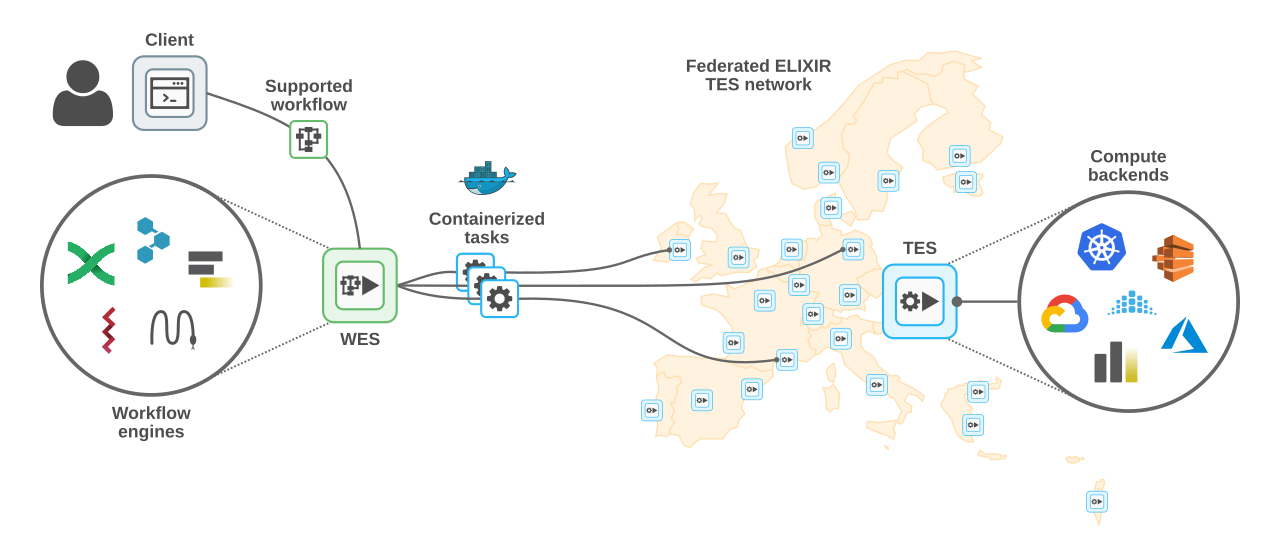 Client
Supported
workflow
Federated ELIXIR
TES network
Compute
backends
Containerized
tasks
TES
WES
Workflow
engines